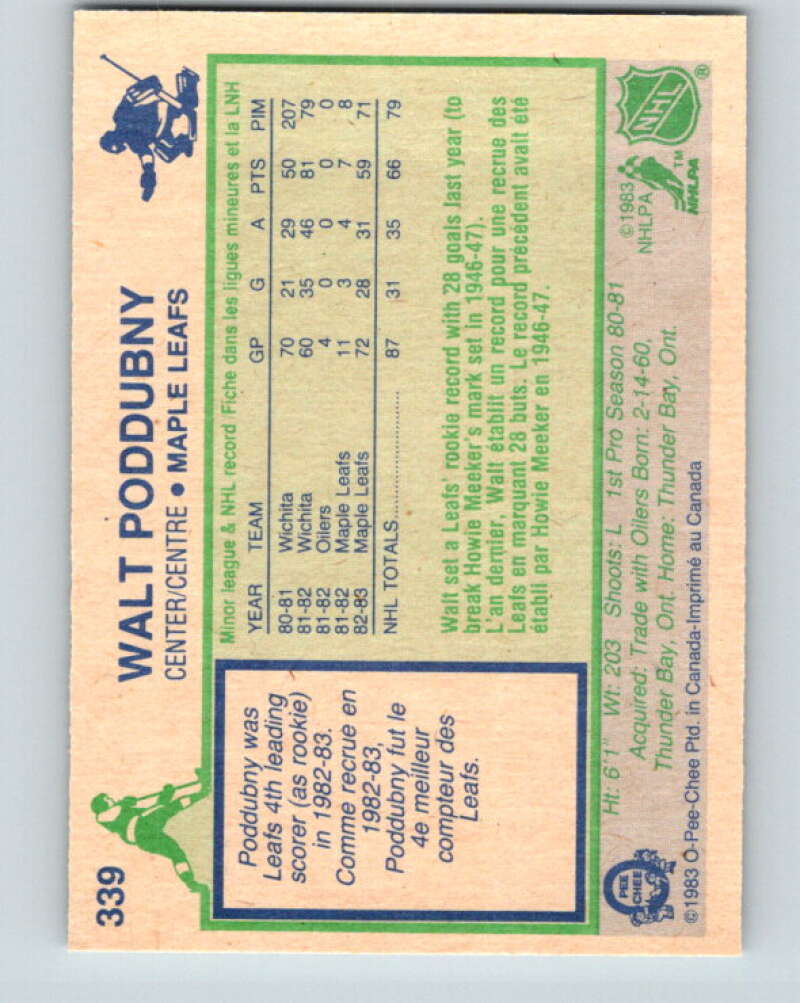 339
WALT PODDUBNY
CENTER/CENTRE • MAPLE LEAFS
Poddubny was
Leafs 4th leading
scorer (as rookie)
in 1982-83.
Comme recrue en
1982-83,
Poddubny fut le
4e meilleur
compteur des
Leafs.
Minor league & NHL record/Fiche dans les ligues mineures et la LNH
YEAR TEAM GP G A PTS PIM
80-81 Wichita 70 21 29 50 207
81-82 Wichita 60 35 46 81 79
81-82 Oilers 4 0 0 0 0
81-82 Maple Leafs 11 3 4 7 8
82-83 Maple Leafs 72 28 31 59 71
NHL TOTALS.................... 87 31 35 66 79
Walt set a Leafs' rookie record with 28 goals last year (to
break Howie Meeker's mark set in 1946-47).
L'an dernier, Walt établit un record pour une recrue des
Leafs en marquant 28 buts. Le record précédent avait été
établi par Howie Meeker en 1946-47.
Ht: 6'1" Wt: 203 Shoots: L 1st Pro Season 80-81
Acquired: Trade with Oilers Born: 2-14-60,
Thunder Bay, Ont. Home: Thunder Bay, Ont.
©1983
NHLPA
NHLPA
TM
NHL
®
O
PEE
CHEE
©1983 O-Pee-Chee Ptd. in Canada-Imprimé au Canada